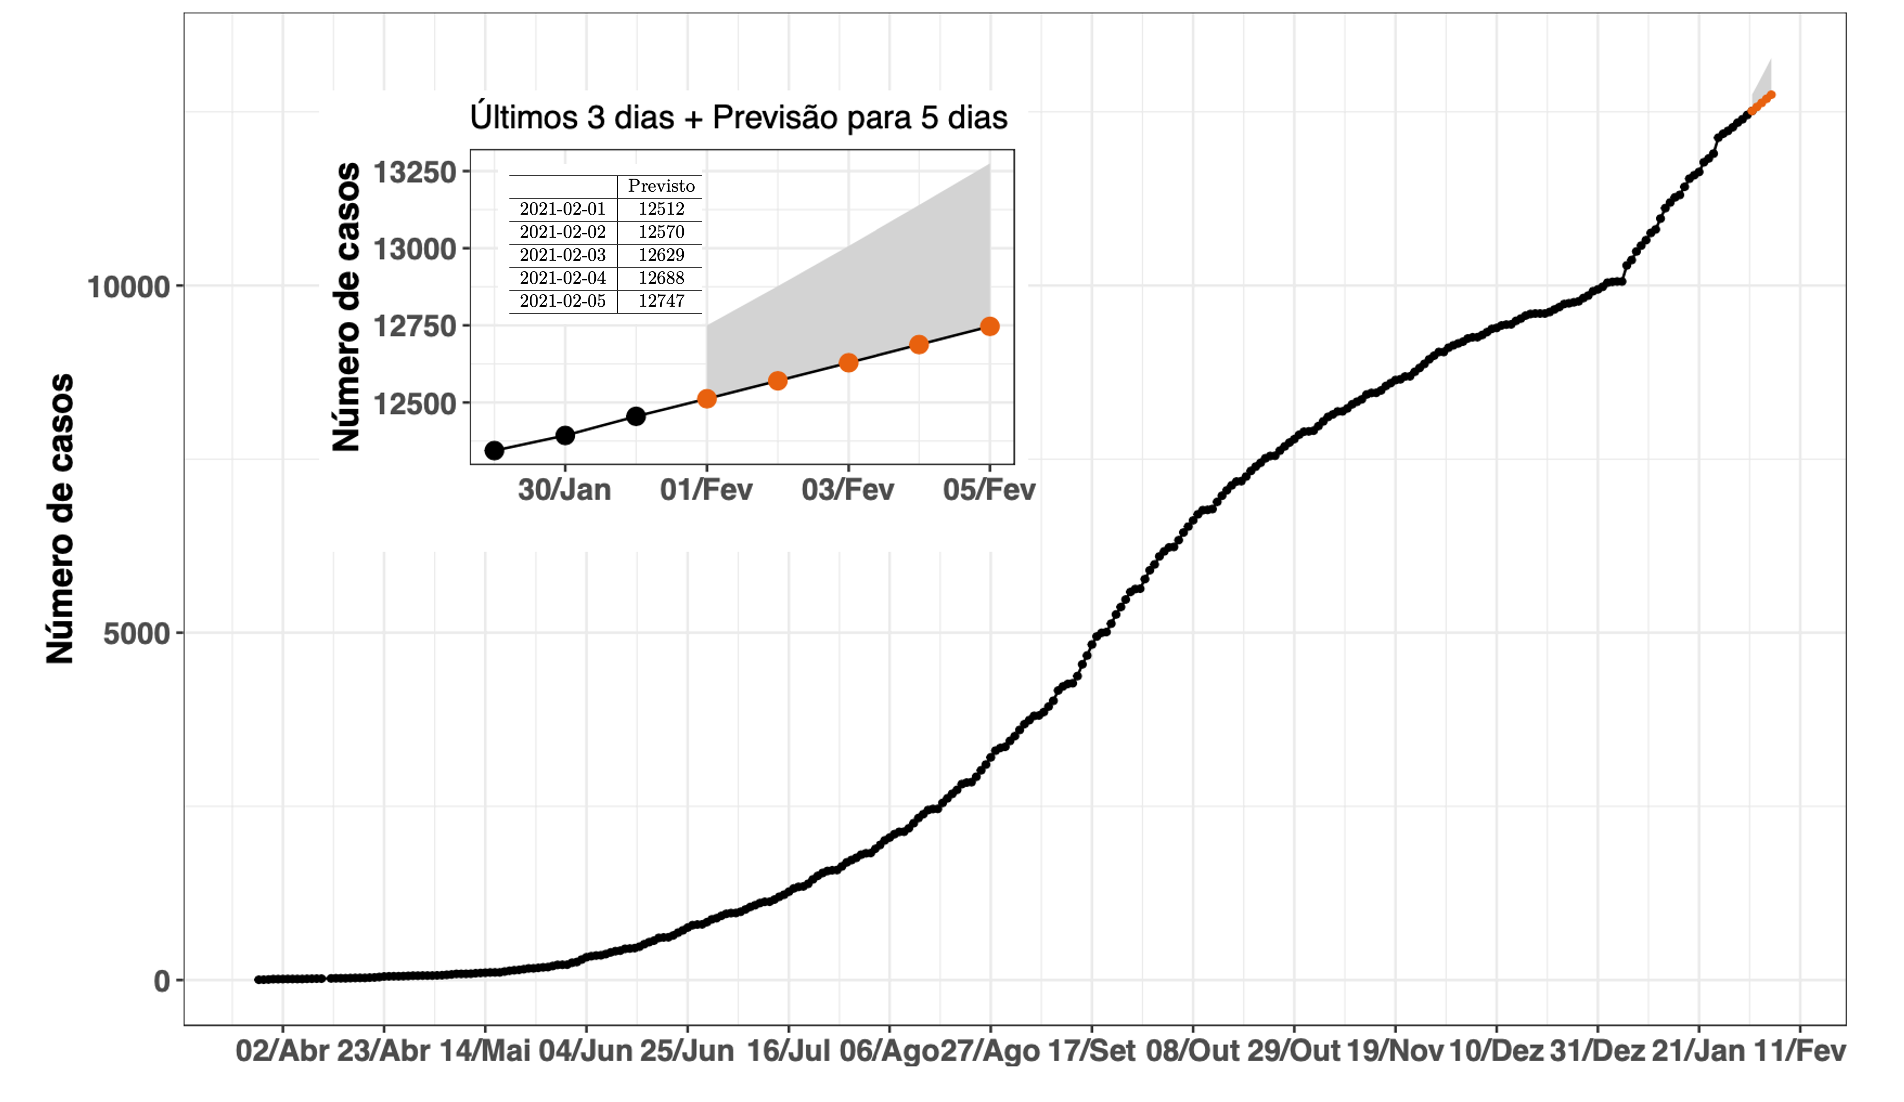 Últimos 3 dias + Previsão para 5 dias
Número de casos
13250
13000
12750
12500
Previsto
2021-02-01 12512
2021-02-02 12570
2021-02-03 12629
2021-02-04 12688
2021-02-05 12747
30/Jan 01/Fev 03/Fev 05/Fev
Número de casos
10000
5000
0
02/Abr 23/Abr 14/Mai 04/Jun 25/Jun 16/Jul 06/Ago 27/Ago 17/Set 08/Out 29/Out 19/Nov 10/Dez 31/Dez 21/Jan 11/Fev